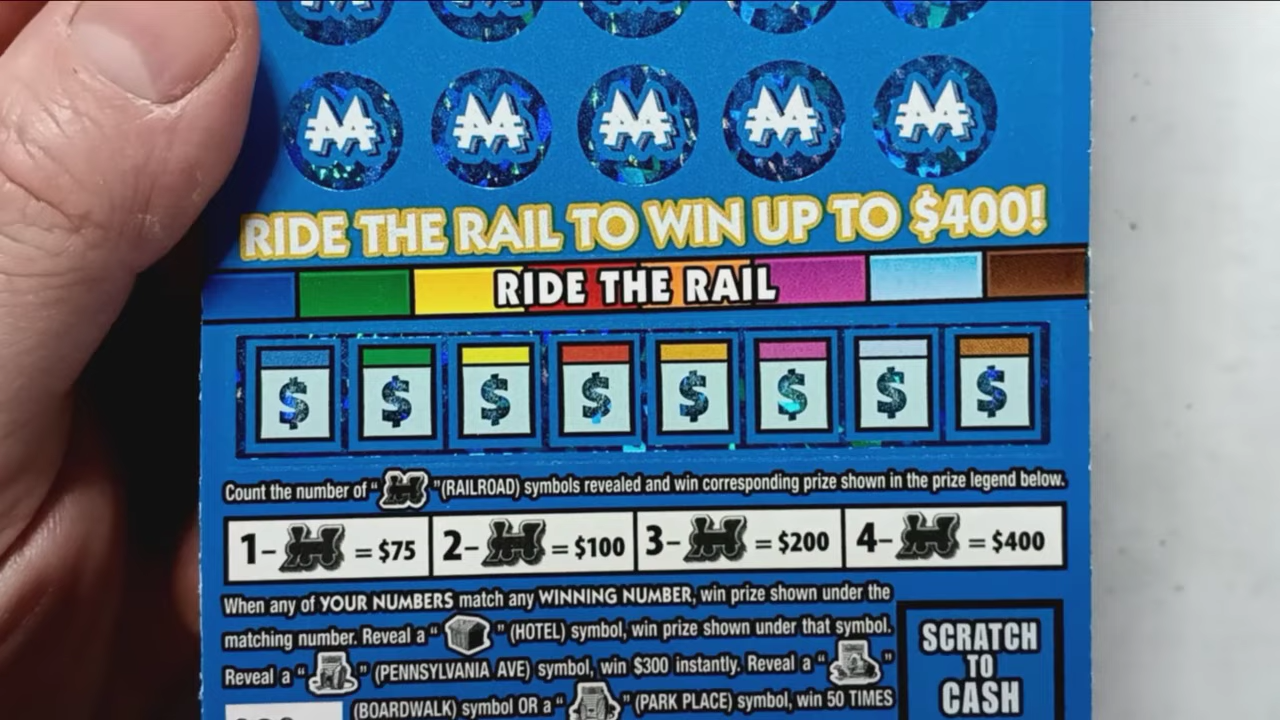 RIDE THE RAIL TO WIN UP TO $400!
RIDE THE RAIL
$ $ $ $ $ $ $ $
Count the number of " " (RAILROAD) symbols revealed and win corresponding prize shown in the prize legend below.
1- = $75 2- = $100 3- = $200 4- = $400
When any of YOUR NUMBERS match any WINNING NUMBER, win prize shown under the
matching number. Reveal a " " (HOTEL) symbol, win prize shown under that symbol.
Reveal a " " (PENNSYLVANIA AVE) symbol, win $300 instantly. Reveal a " "
(BOARDWALK) symbol OR a " " (PARK PLACE) symbol, win 50 TIMES
SCRATCH
TO
CASH